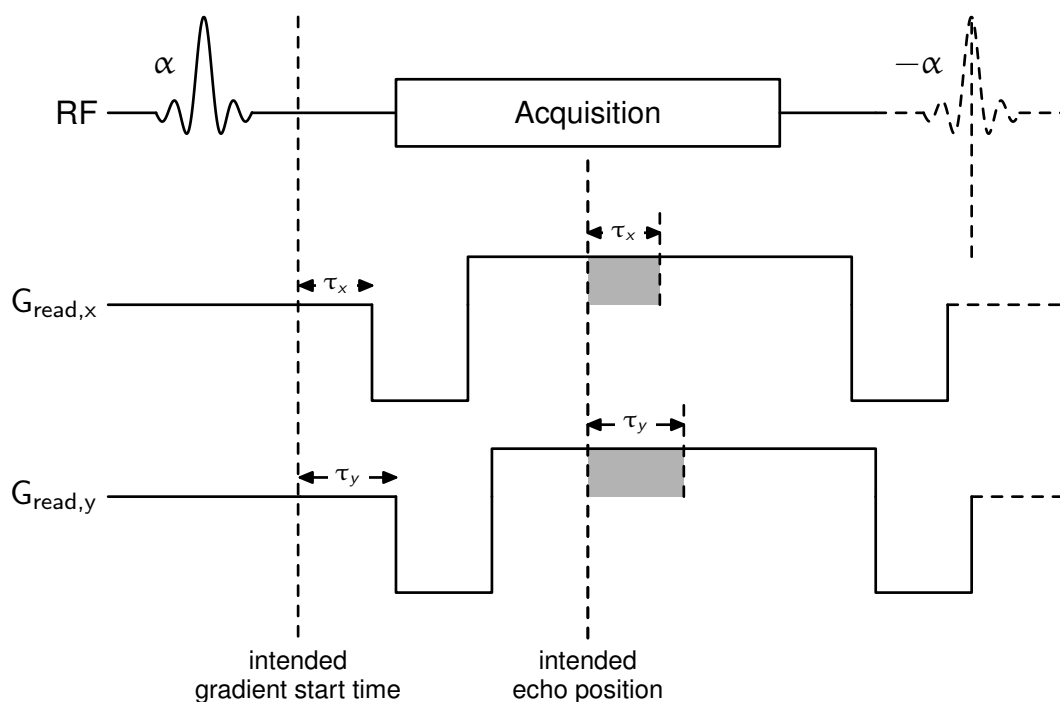 α
−α
RF
Acquisition
τx
τx
Gread,x
τy
τy
Gread,y
intended
gradient start time
intended
echo position